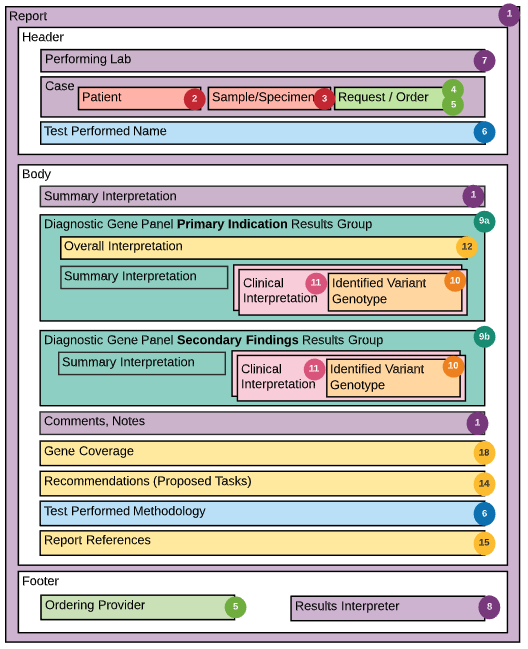 Report 1
Header
Performing Lab 7
Case
Patient 2 Sample/Specimen 3 Request / Order 4
5
Test Performed Name 6
Body
Summary Interpretation 1
Diagnostic Gene Panel Primary Indication Results Group 9a
Overall Interpretation 12
Summary Interpretation
Clinical
Interpretation
11
Identified Variant
Genotype
10
Diagnostic Gene Panel Secondary Findings Results Group 9b
Summary Interpretation
Clinical
Interpretation
11
Identified Variant
Genotype
10
Comments, Notes 1
Gene Coverage 18
Recommendations (Proposed Tasks) 14
Test Performed Methodology 6
Report References 15
Footer
Ordering Provider 5
Results Interpreter 8